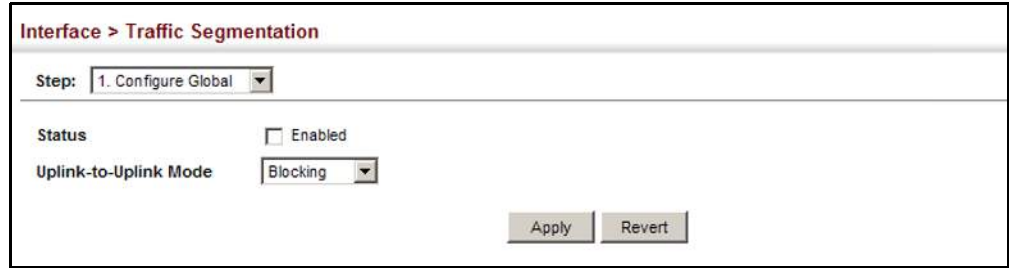 Interface > Traffic Segmentation
Step: 1. Configure Global
Status Enabled
Uplink-to-Uplink Mode Blocking
Apply Revert